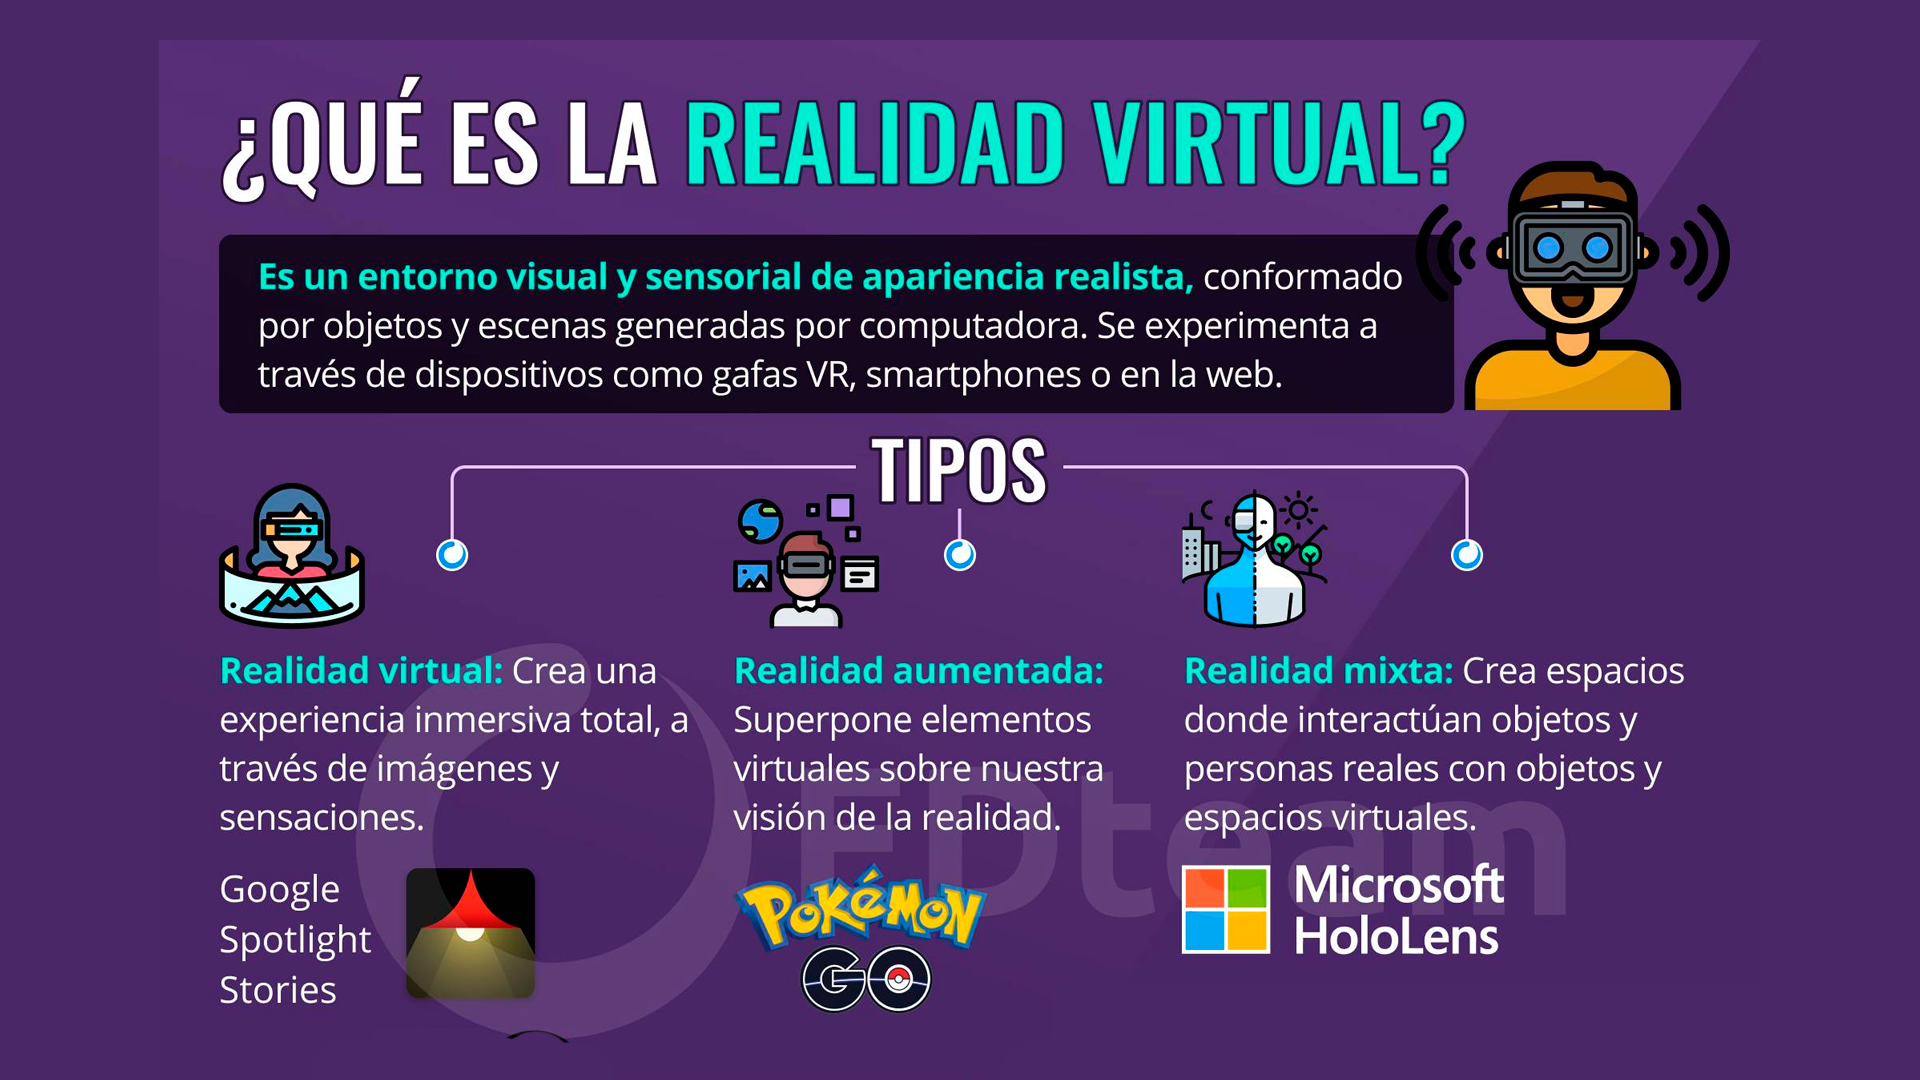 ¿QUÉ ES LA REALIDAD VIRTUAL?
Es un entorno visual y sensorial de apariencia realista, conformado
por objetos y escenas generadas por computadora. Se experimenta a
través de dispositivos como gafas VR, smartphones o en la web.
TIPOS
Realidad virtual: Crea una
experiencia inmersiva total, a
través de imágenes y
sensaciones.
Google
Spotlight
Stories
Realidad aumentada:
Superpone elementos
virtuales sobre nuestra
visión de la realidad.
POKÉMON
GO
Realidad mixta: Crea espacios
donde interactúan objetos y
personas reales con objetos y
espacios virtuales.
Microsoft
HoloLens
EDteam